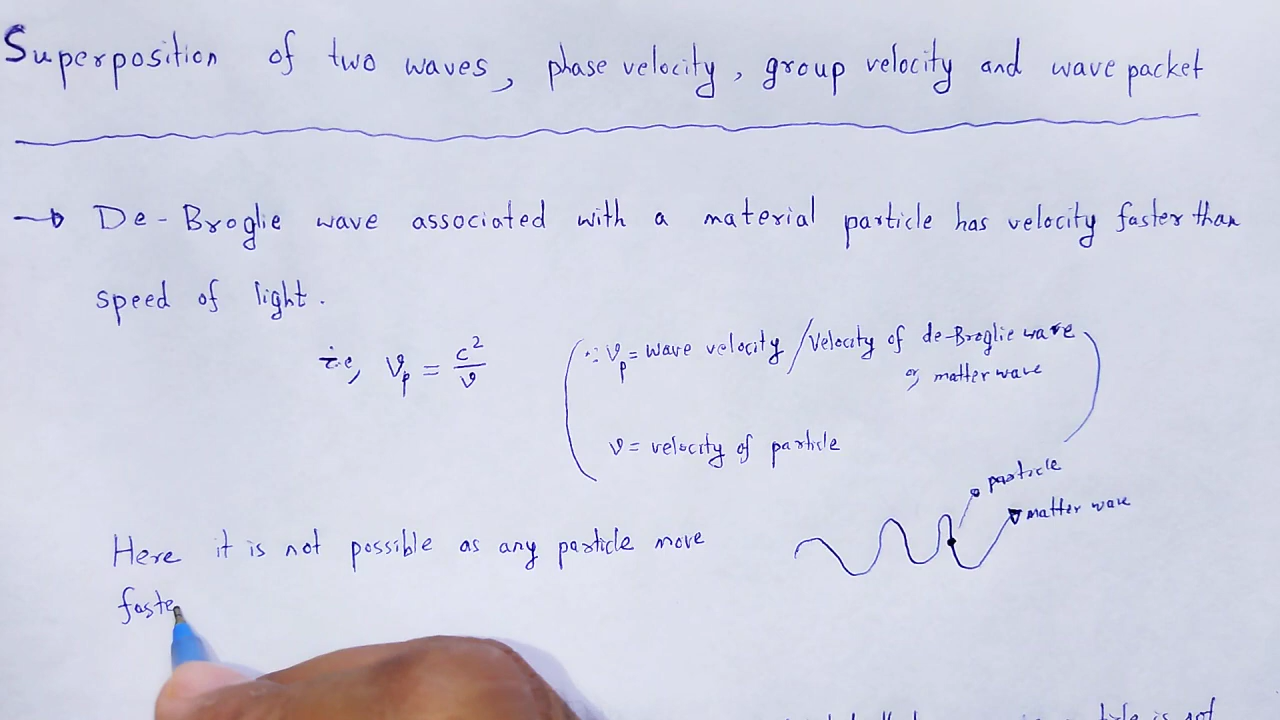 Superposition of two waves, phase velocity, group velocity and wave packet
→ De-Broglie wave associated with a material particle has velocity faster than
speed of light.
i.e, Vp = c²/v
(∵ Vp = wave velocity / Velocity of de-Broglie wave
or matter wave
v = velocity of particle)
particle
matter wave
Here it is not possible as any particle move
faste
is not